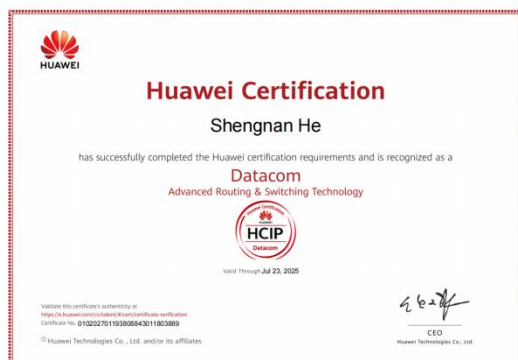 HUAWEI
Huawei Certification
Shengnan He
has successfully completed the Huawei certification requirements and is recognized as a
Datacom
Advanced Routing & Switching Technology
Huawei Certification
HCIP
Datacom
Valid Through Jul 23, 2025
Validate this certificate's authenticity at
https://e.huawei.com/cn/talent/#/cert/certificate-verification
Certificate No. 010202701193808843011803889
© Huawei Technologies Co., Ltd. and/or its affiliates
CEO
Huawei Technologies Co., Ltd.